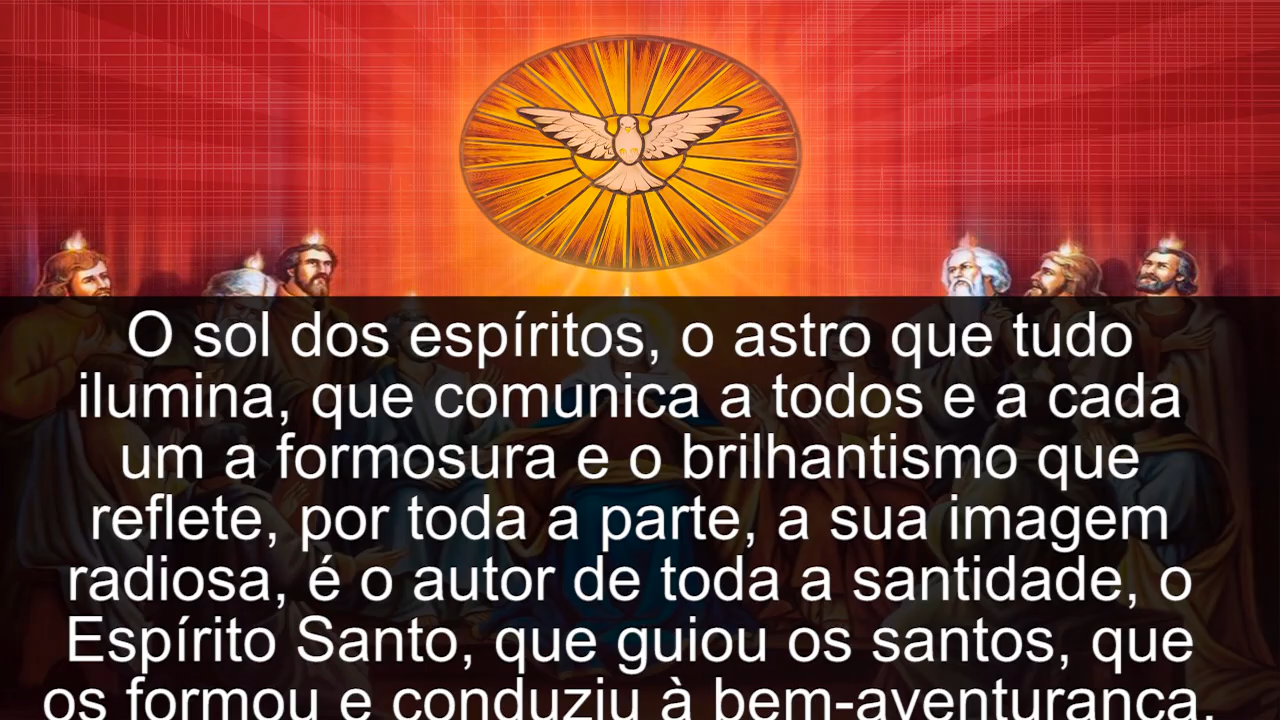 O sol dos espíritos, o astro que tudo
ilumina, que comunica a todos e a cada
um a formosura e o brilhantismo que
reflete, por toda a parte, a sua imagem
radiosa, é o autor de toda a santidade, o
Espírito Santo, que guiou os santos, que
os formou e conduziu à bem-aventurança.